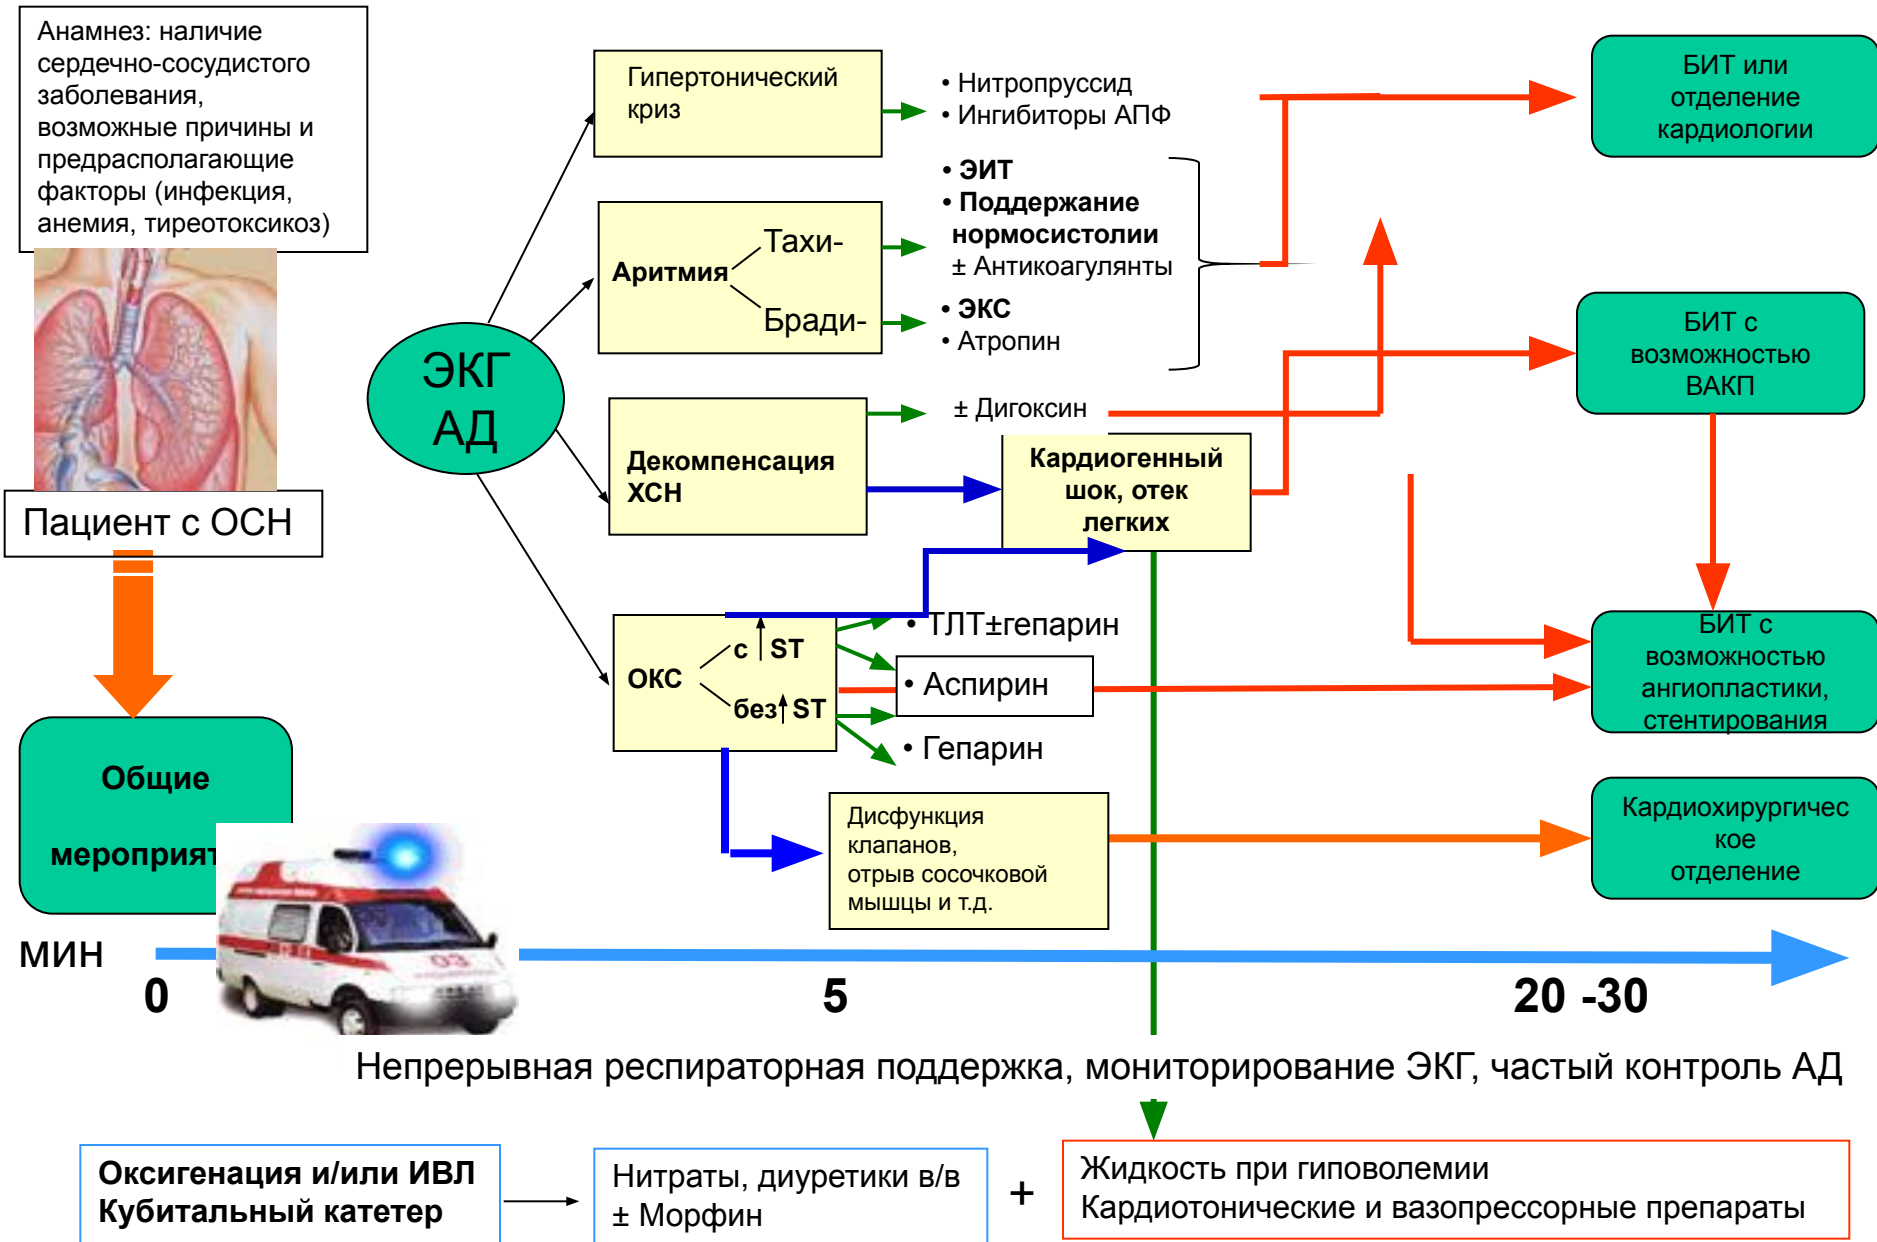 Анамнез: наличие
сердечно-сосудистого
заболевания,
возможные причины и
предрасполагающие
факторы (инфекция,
анемия, тиреотоксикоз)
Пациент с ОСН
Общие
мероприят
ЭКГ
АД
Гипертонический
криз
• Нитропруссид
• Ингибиторы АПФ
Аритмия
Тахи-
Бради-
• ЭИТ
• Поддержание
нормосистолии
± Антикоагулянты
• ЭКС
• Атропин
Декомпенсация
ХСН
± Дигоксин
Кардиогенный
шок, отек
легких
ОКС
с ↑ ST
без↑ ST
• ТЛТ±гепарин
• Аспирин
• Гепарин
Дисфункция
клапанов,
отрыв сосочковой
мышцы и т.д.
БИТ или
отделение
кардиологии
БИТ с
возможностью
ВАКП
БИТ с
возможностью
ангиопластики,
стентирования
Кардиохирургичес
кое
отделение
03
мин
0
5
20 -30
Непрерывная респираторная поддержка, мониторирование ЭКГ, частый контроль АД
Оксигенация и/или ИВЛ
Кубитальный катетер
Нитраты, диуретики в/в
± Морфин
+
Жидкость при гиповолемии
Кардиотонические и вазопрессорные препараты